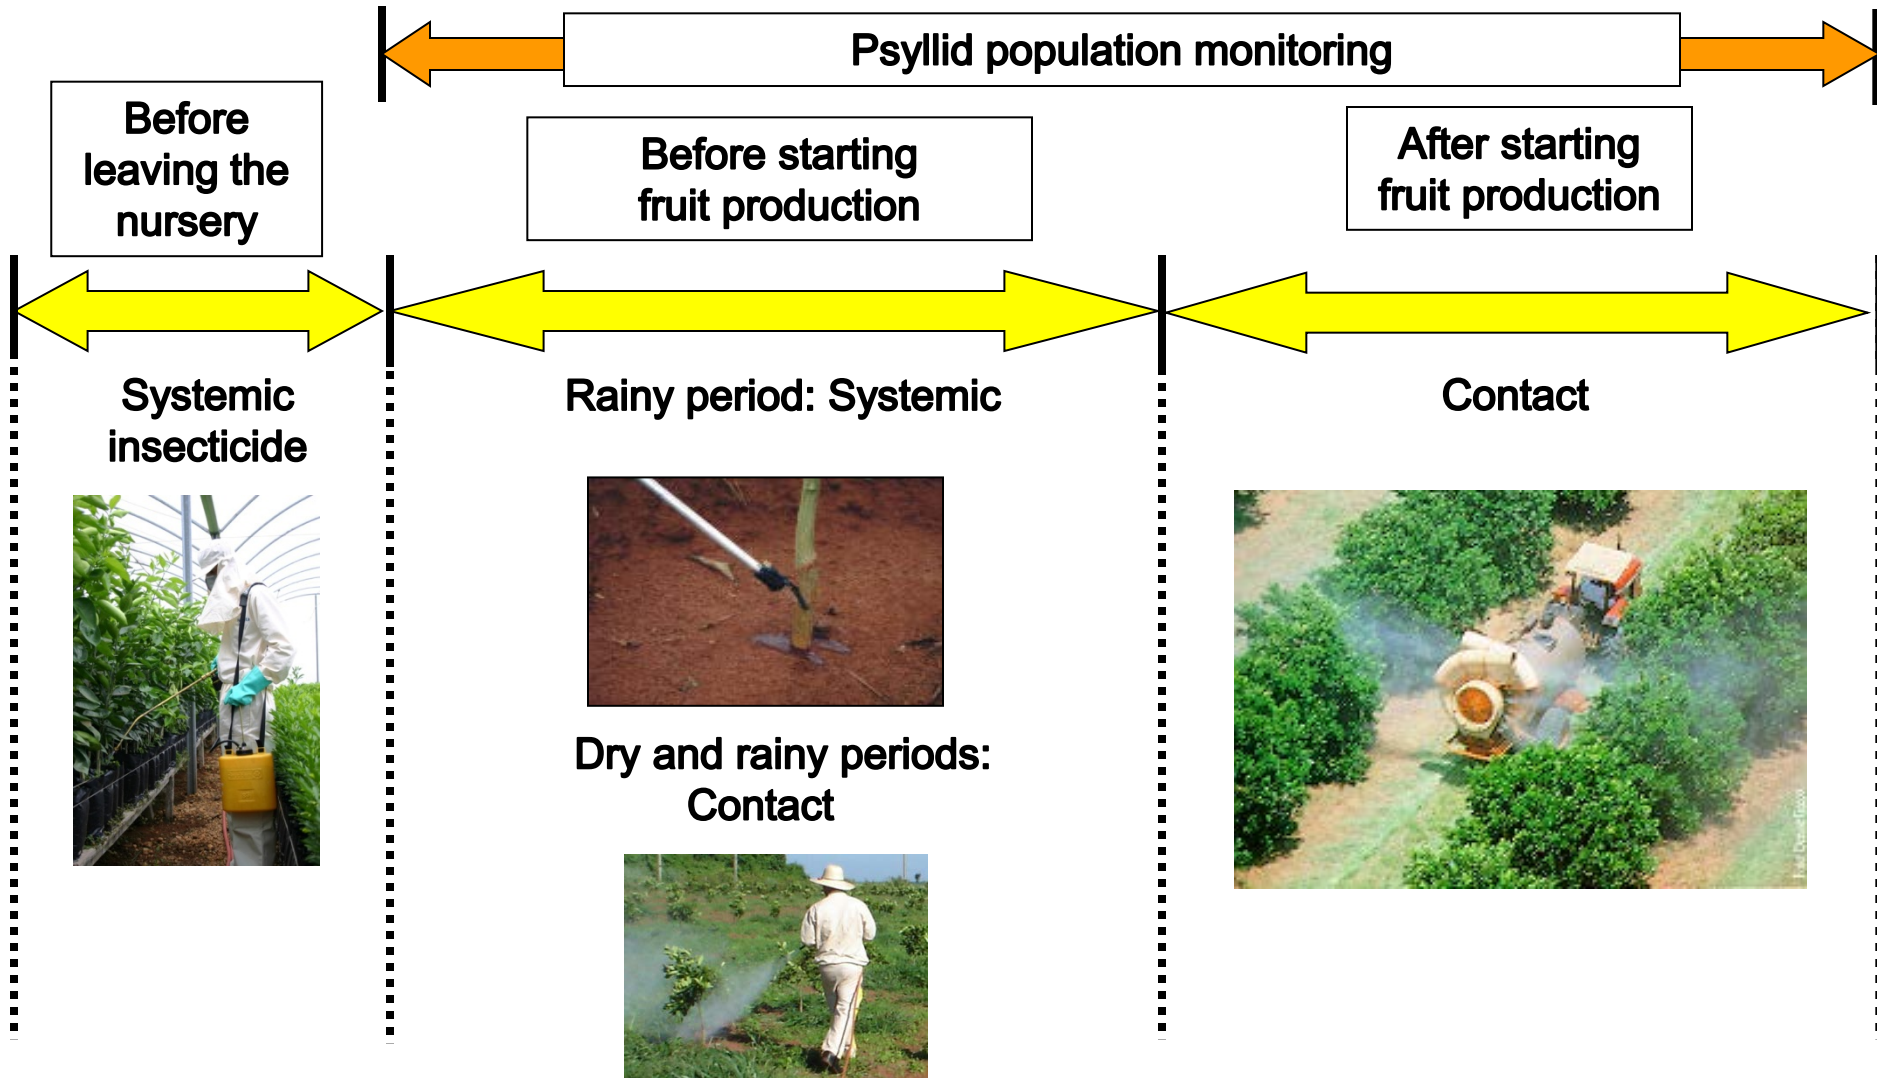 Psyllid population monitoring
Before
leaving the
nursery
Before starting
fruit production
After starting
fruit production
Systemic
insecticide
Rainy period: Systemic
Contact
Dry and rainy periods:
Contact